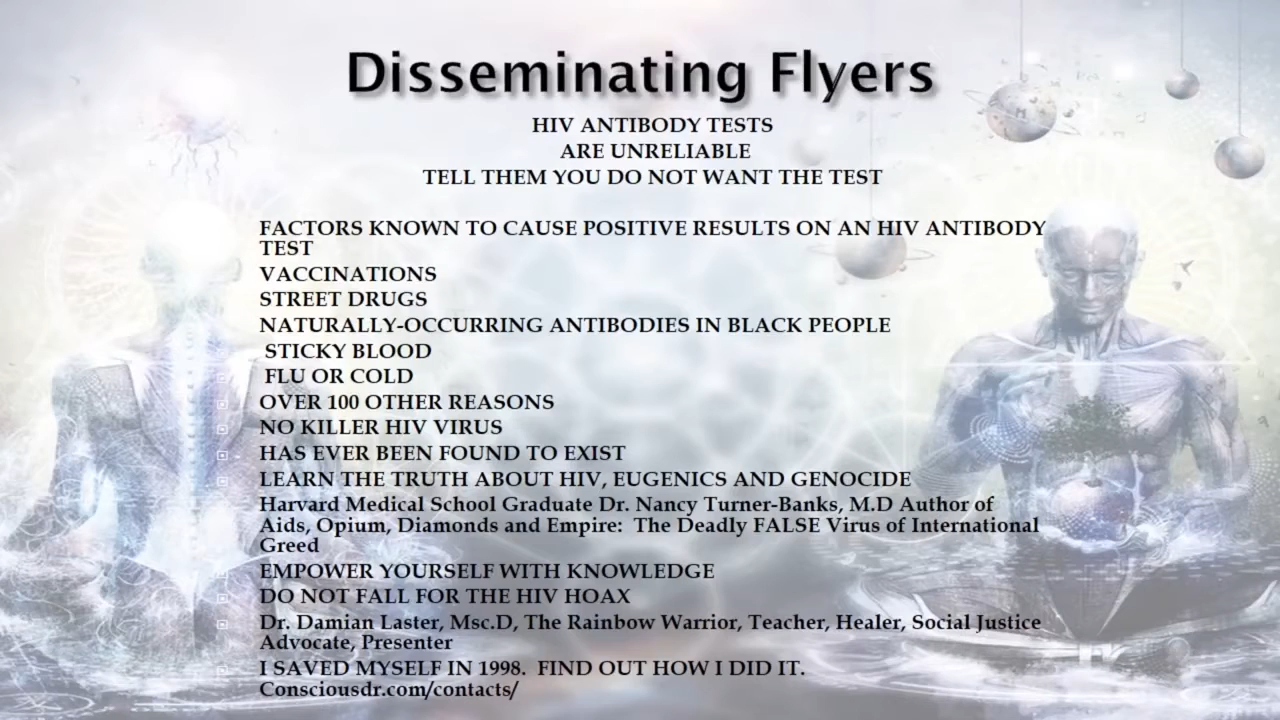 Disseminating Flyers
HIV ANTIBODY TESTS
ARE UNRELIABLE
TELL THEM YOU DO NOT WANT THE TEST
FACTORS KNOWN TO CAUSE POSITIVE RESULTS ON AN HIV ANTIBODY
TEST
VACCINATIONS
STREET DRUGS
NATURALLY-OCCURRING ANTIBODIES IN BLACK PEOPLE
STICKY BLOOD
FLU OR COLD
OVER 100 OTHER REASONS
NO KILLER HIV VIRUS
HAS EVER BEEN FOUND TO EXIST
LEARN THE TRUTH ABOUT HIV, EUGENICS AND GENOCIDE
Harvard Medical School Graduate Dr. Nancy Turner-Banks, M.D Author of
Aids, Opium, Diamonds and Empire: The Deadly FALSE Virus of International
Greed
EMPOWER YOURSELF WITH KNOWLEDGE
DO NOT FALL FOR THE HIV HOAX
Dr. Damian Laster, Msc.D, The Rainbow Warrior, Teacher, Healer, Social Justice
Advocate, Presenter
I SAVED MYSELF IN 1998. FIND OUT HOW I DID IT.
Consciousdr.com/contacts/